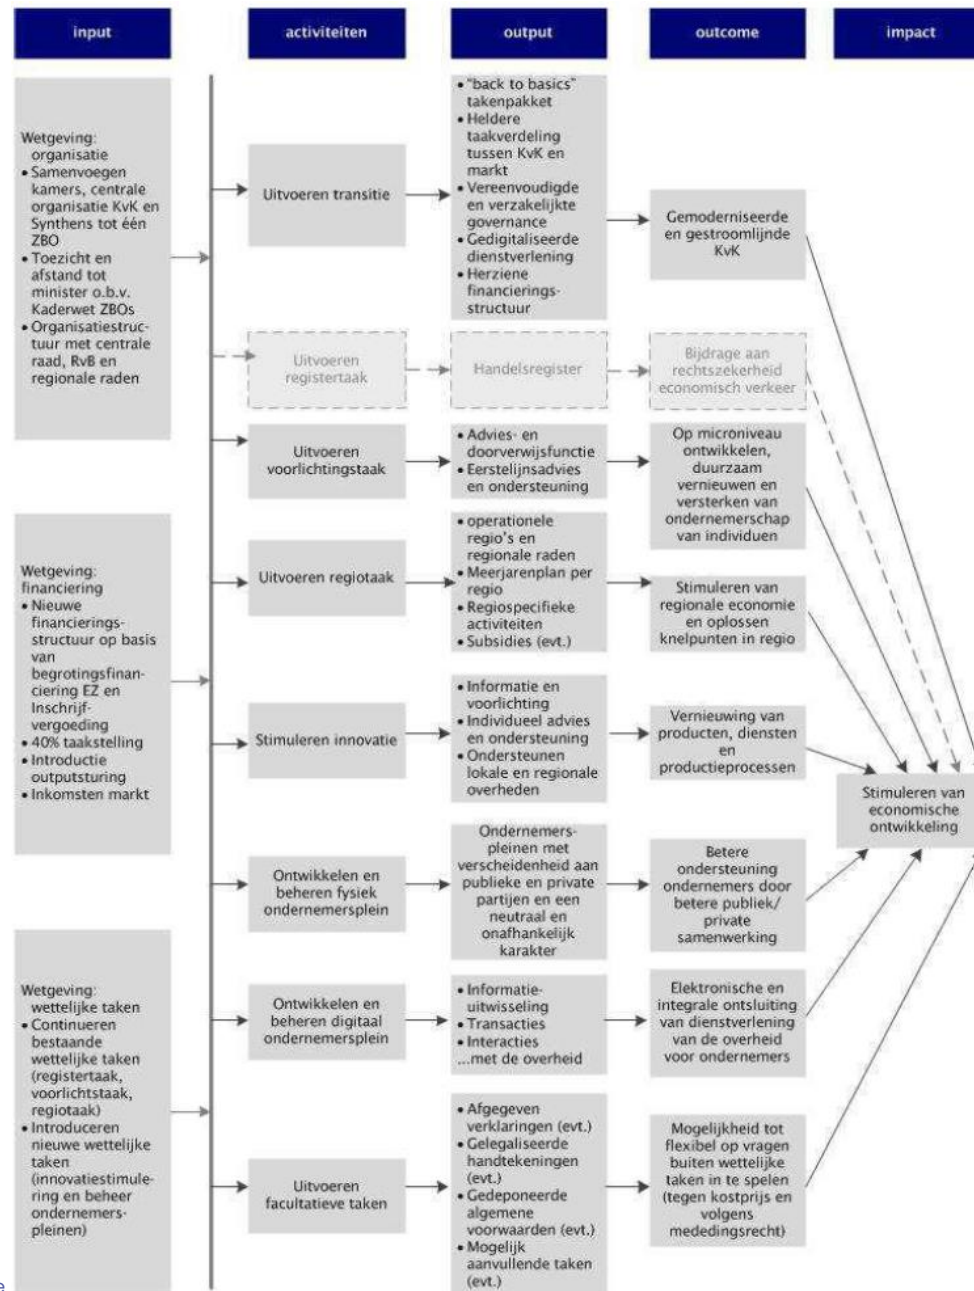 input
activiteiten
output
outcome
impact
Wetgeving:
organisatie
• Samenvoegen
kamers, centrale
organisatie KvK en
Synthens tot één
ZBO
• Toezicht en
afstand tot
minister o.b.v.
Kaderwet ZBOs
• Organisatiestruc-
tuur met centrale
raad, RvB en
regionale raden
Wetgeving:
financiering
• Nieuwe
financierings-
structuur op basis
van
begrotingsfinan-
ciering EZ en
Inschrijf-
vergoeding
• 40% taakstelling
• Introductie
outputsturing
• Inkomsten markt
Wetgeving:
wettelijke taken
• Continueren
bestaande
wettelijke taken
(registertaak,
voorlichtstaak,
regiotaak)
• Introduceren
nieuwe wettelijke
taken
(innovatiestimule-
ring en beheer
ondernemers-
pleinen)
Uitvoeren transitie
• "back to basics"
takenpakket
• Heldere
taakverdeling
tussen KvK en
markt
• Vereenvoudigde
en verzakelijkte
governance
• Gedigitaliseerde
dienstverlening
• Herziene
financierings-
structuur
Gemoderniseerde
en gestroomlijnde
KvK
Uitvoeren
registertaak
Handelsregister
Bijdrage aan
rechtszekerheid
economisch verkeer
Uitvoeren
voorlichtingstaak
• Advies- en
doorverwijsfunctie
• Eerstelijnsadvies
en ondersteuning
Op microniveau
ontwikkelen,
duurzaam
vernieuwen en
versterken van
ondernemerschap
van individuen
Uitvoeren regiotaak
• operationele
regio's en
regionale raden
• Meerjarenplan per
regio
• Regiospecifieke
activiteiten
• Subsidies (evt.)
Stimuleren van
regionale economie
en oplossen
knelpunten in regio
Stimuleren innovatie
• Informatie en
voorlichting
• Individueel advies
en ondersteuning
• Ondersteunen
lokale en regionale
overheden
Vernieuwing van
producten, diensten
en
productieprocessen
Stimuleren van
economische
ontwikkeling
Ontwikkelen en
beheren fysiek
ondernemersplein
Ondernemers-
pleinen met
verscheidenheid aan
publieke en private
partijen en een
neutraal en
onafhankelijk
karakter
Betere
ondersteuning
ondernemers door
betere publiek/
private
samenwerking
Ontwikkelen en
beheren digitaal
ondernemersplein
• Informatie-
uitwisseling
• Transacties
• Interacties
...met de overheid
Elektronische en
integrale ontsluiting
van dienstverlening
van de overheid
voor ondernemers
Uitvoeren
facultatieve taken
• Afgegeven
verklaringen (evt.)
• Gelegaliseerde
handtekeningen
(evt.)
• Gedeponeerde
algemene
voorwaarden (evt.)
• Mogelijk
aanvullende taken
(evt.)
Mogelijkheid tot
flexibel op vragen
buiten wettelijke
taken in te spelen
(tegen kostprijs en
volgens
mededingsrecht)
e